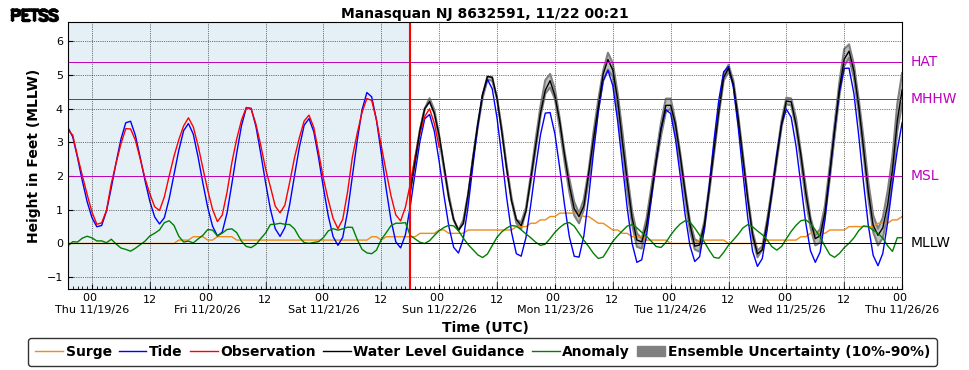 PETSS
Manasquan NJ 8632591, 11/22 00:21
Height in Feet (MLLW)
6
5
4
3
2
1
0
−1
HAT
MHHW
MSL
MLLW
00 12 00 12 00 12 00 12 00 12 00 12 00 12 00
Thu 11/19/26 Fri 11/20/26 Sat 11/21/26 Sun 11/22/26 Mon 11/23/26 Tue 11/24/26 Wed 11/25/26 Thu 11/26/26
Time (UTC)
Surge Tide Observation Water Level Guidance Anomaly Ensemble Uncertainty (10%-90%)